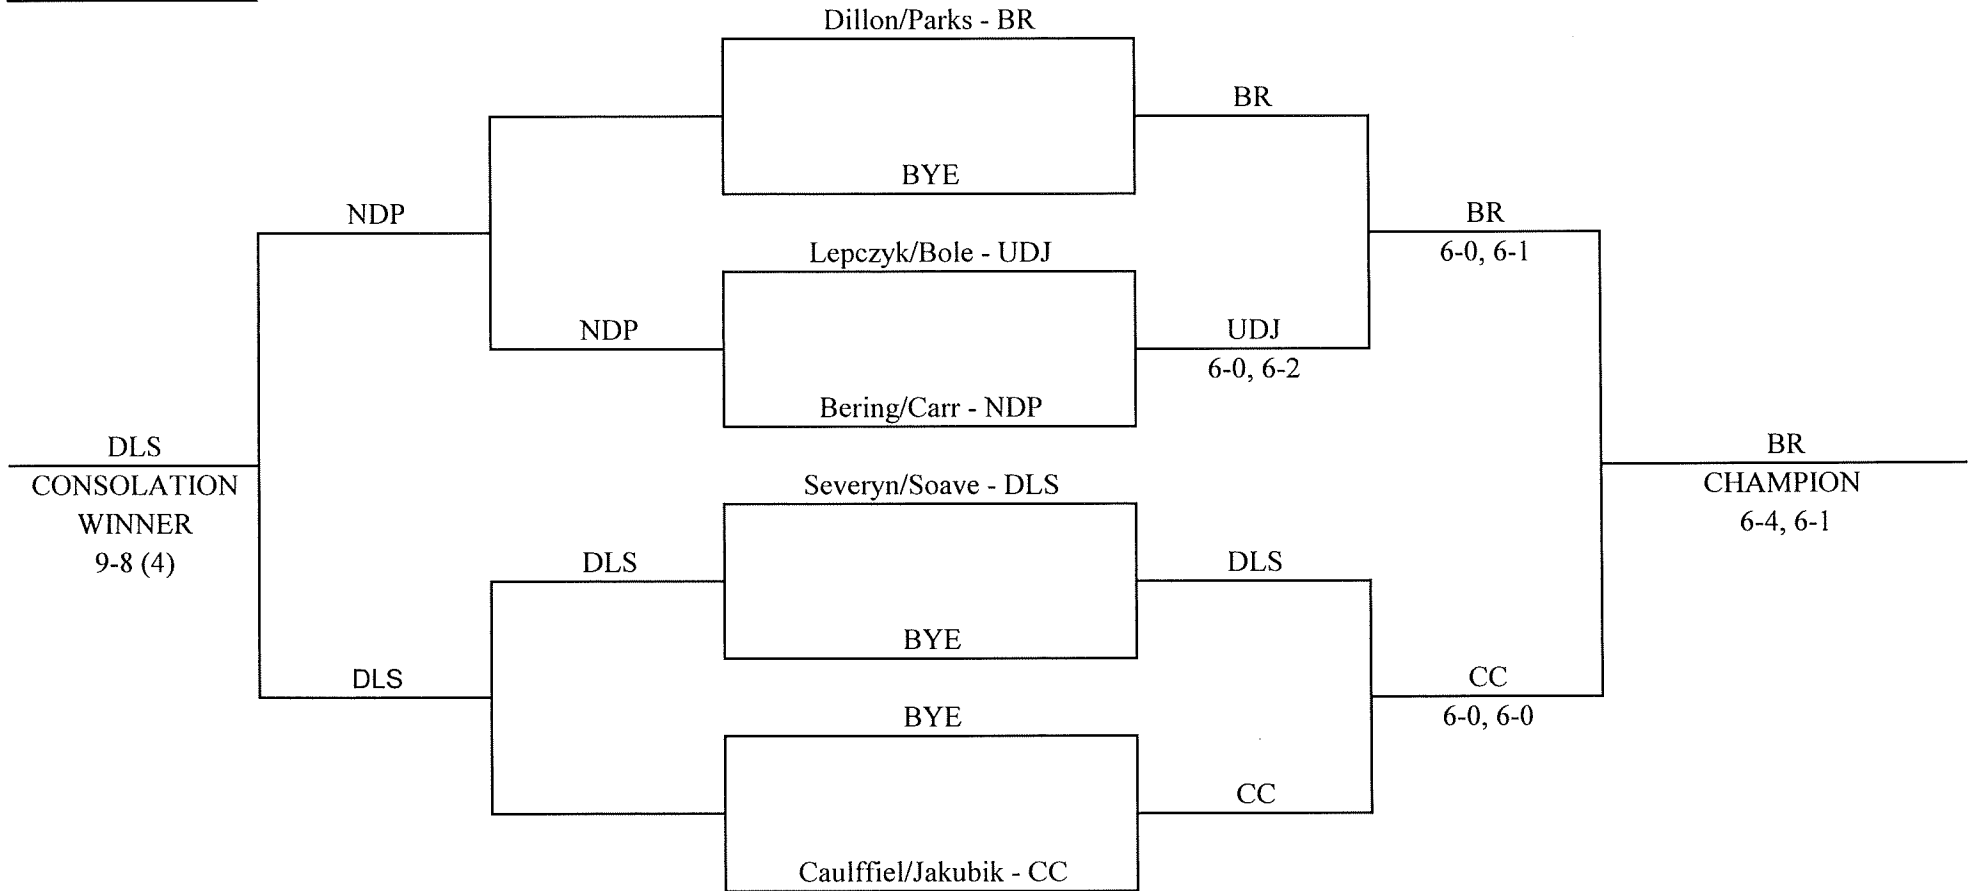 Dillon/Parks - BR
BR
BYE
NDP
BR
6-0, 6-1
Lepczyk/Bole - UDJ
NDP
UDJ
6-0, 6-2
Bering/Carr - NDP
DLS
CONSOLATION
WINNER
9-8 (4)
BR
CHAMPION
6-4, 6-1
Severyn/Soave - DLS
DLS
DLS
BYE
DLS
CC
6-0, 6-0
BYE
CC
Caulffiel/Jakubik - CC